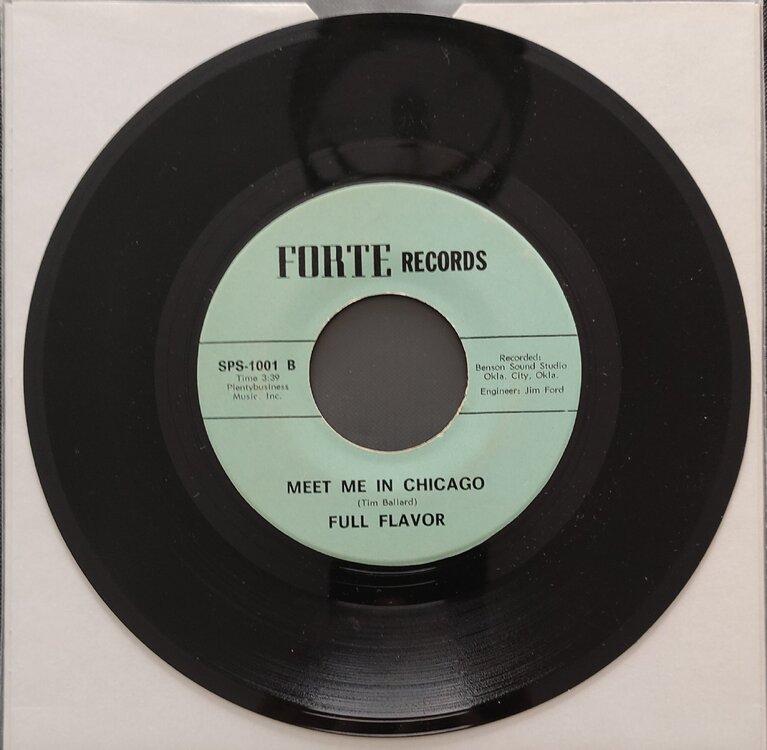 FORTE RECORDS
SPS-1001 B
Time 3:39
Plentybusiness
Music, Inc.
Recorded:
Benson Sound Studio
Okla. City, Okla.
Engineer: Jim Ford
MEET ME IN CHICAGO
(Tim Ballard)
FULL FLAVOR